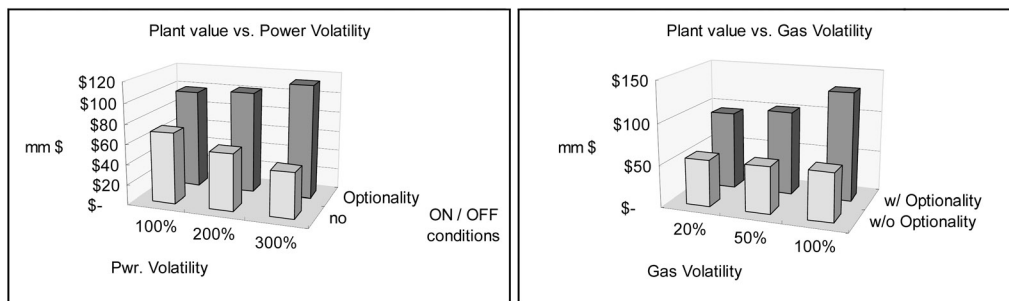 Plant value vs. Power Volatility
$120
$100
$80
$60
$40
$20
$-
mm $
100%
200%
300%
Optionality
no
ON / OFF
conditions
Pwr. Volatility
Plant value vs. Gas Volatility
$150
$100
$50
$-
mm $
20%
50%
100%
w/ Optionality
w/o Optionality
Gas Volatility